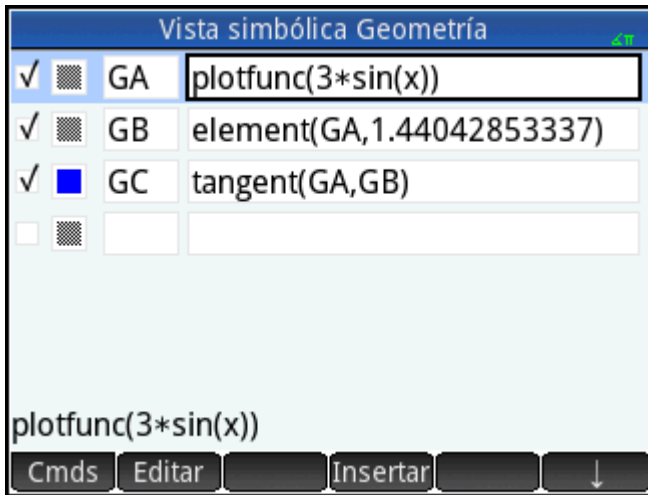 Vista simbólica Geometría
∡π
√ GA plotfunc(3*sin(x))
√ GB element(GA,1.44042853337)
√ GC tangent(GA,GB)
plotfunc(3*sin(x))
Cmds Editar Insertar ↓